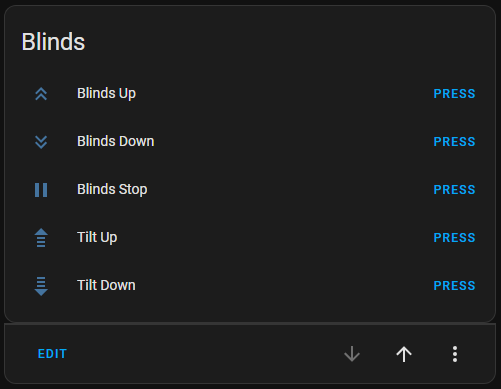 Blinds
Blinds Up PRESS
Blinds Down PRESS
Blinds Stop PRESS
Tilt Up PRESS
Tilt Down PRESS
EDIT